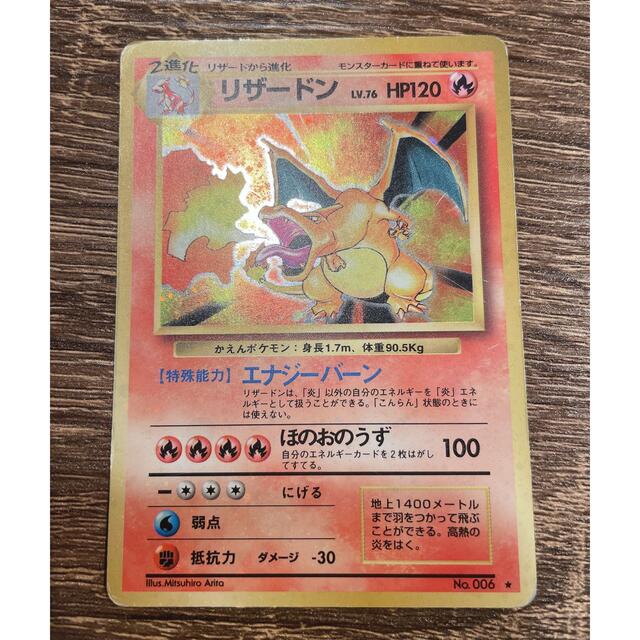 2進化 リザードから進化 モンスターカードに重ねて使います。
リザードン LV.76 HP120
かえんポケモン：身長1.7m、体重90.5Kg
【特殊能力】エナジーバーン
リザードンは、「炎」以外の自分のエネルギーを「炎」エネ
ルギーとして扱うことができる。「こんらん」状態のときに
は使えない。
ほのおのうず 100
自分のエネルギーカードを2枚はがし
てすてる。
ー にげる
弱点
抵抗力 ダメージ -30
地上1400メートル
まで羽をつかって飛ぶ
ことができる。高熱の
炎をはく。
Illus.Mitsuhiro Arita
No. 006 ★